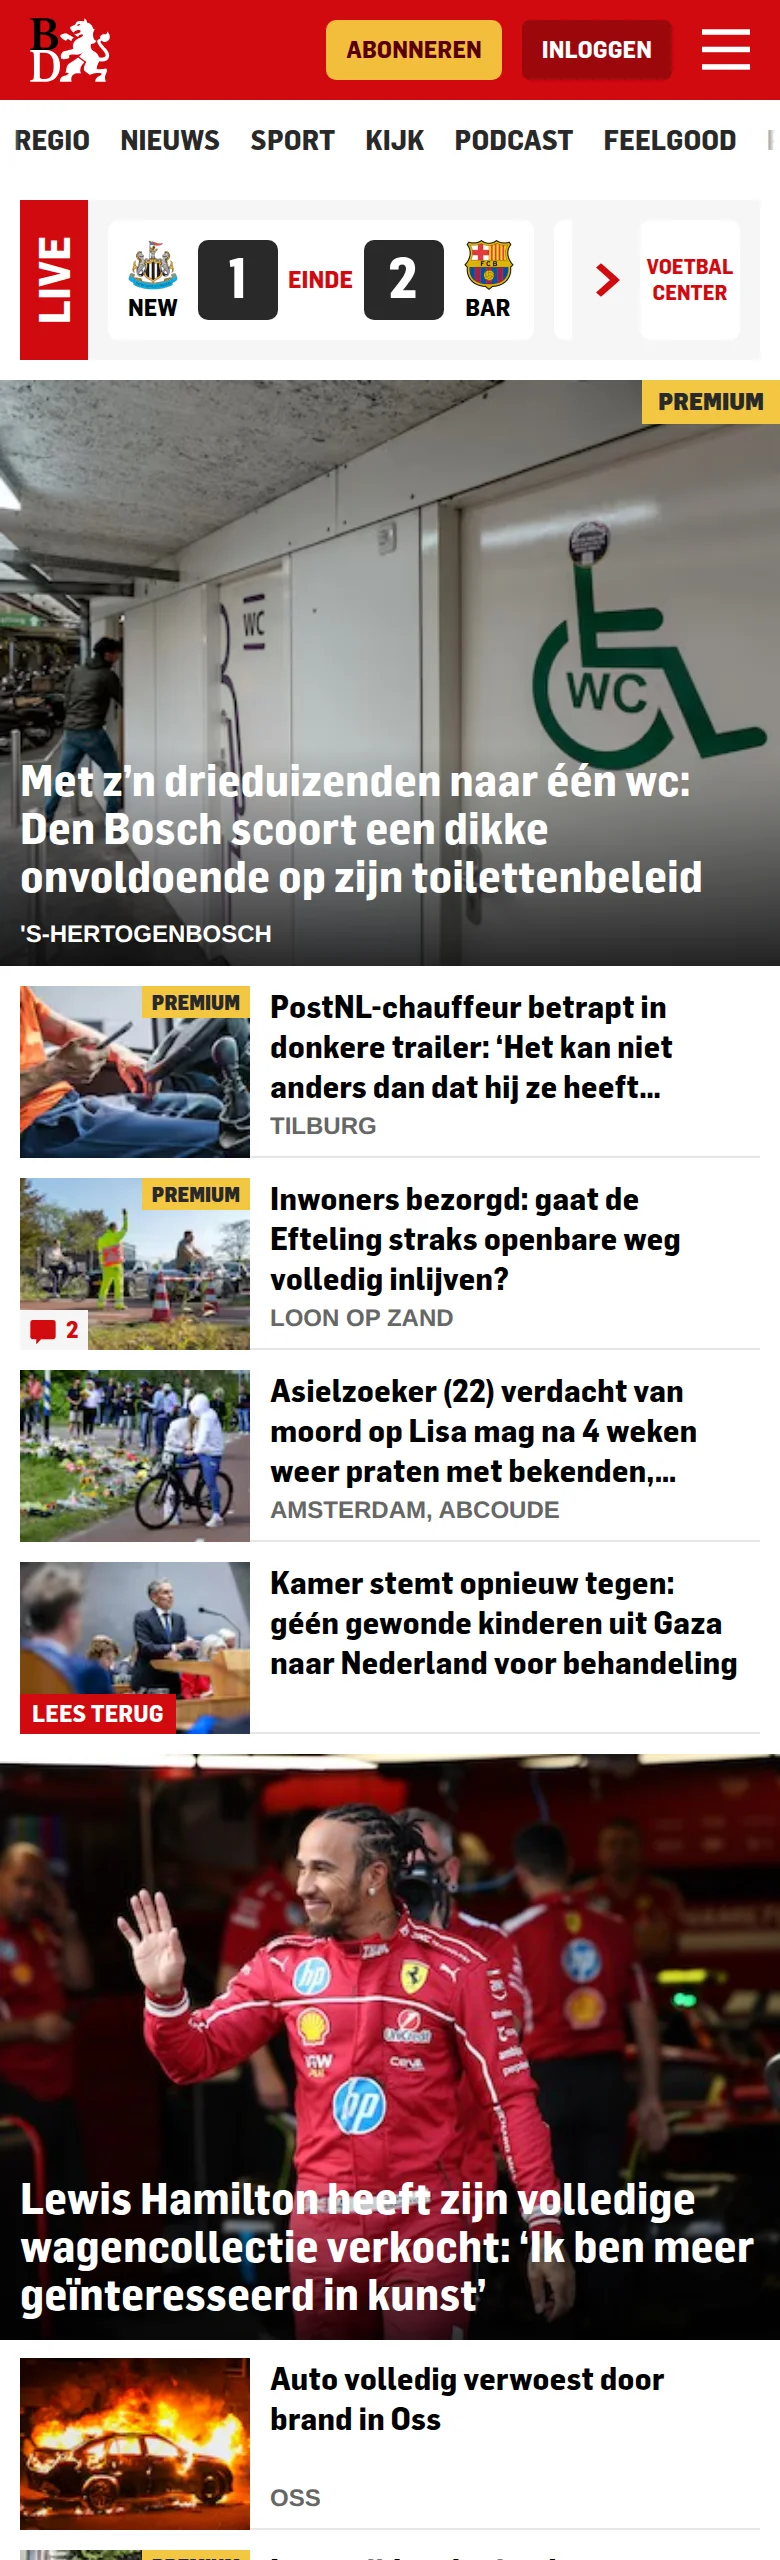 BD
ABONNEREN
INLOGGEN
REGIO NIEUWS SPORT KIJK PODCAST FEELGOOD
LIVE
NEW
1
EINDE
2
BAR
VOETBAL
CENTER
PREMIUM
WC
WC
Met z’n drieduizenden naar één wc:
Den Bosch scoort een dikke
onvoldoende op zijn toilettenbeleid
'S-HERTOGENBOSCH
PREMIUM
PostNL-chauffeur betrapt in
donkere trailer: ‘Het kan niet
anders dan dat hij ze heeft...
TILBURG
PREMIUM
2
Inwoners bezorgd: gaat de
Efteling straks openbare weg
volledig inlijven?
LOON OP ZAND
Asielzoeker (22) verdacht van
moord op Lisa mag na 4 weken
weer praten met bekenden,...
AMSTERDAM, ABCOUDE
LEES TERUG
Kamer stemt opnieuw tegen:
géén gewonde kinderen uit Gaza
naar Nederland voor behandeling
hp
UniCredit
hp
Lewis Hamilton heeft zijn volledige
wagencollectie verkocht: ‘Ik ben meer
geïnteresseerd in kunst’
Auto volledig verwoest door
brand in Oss
OSS